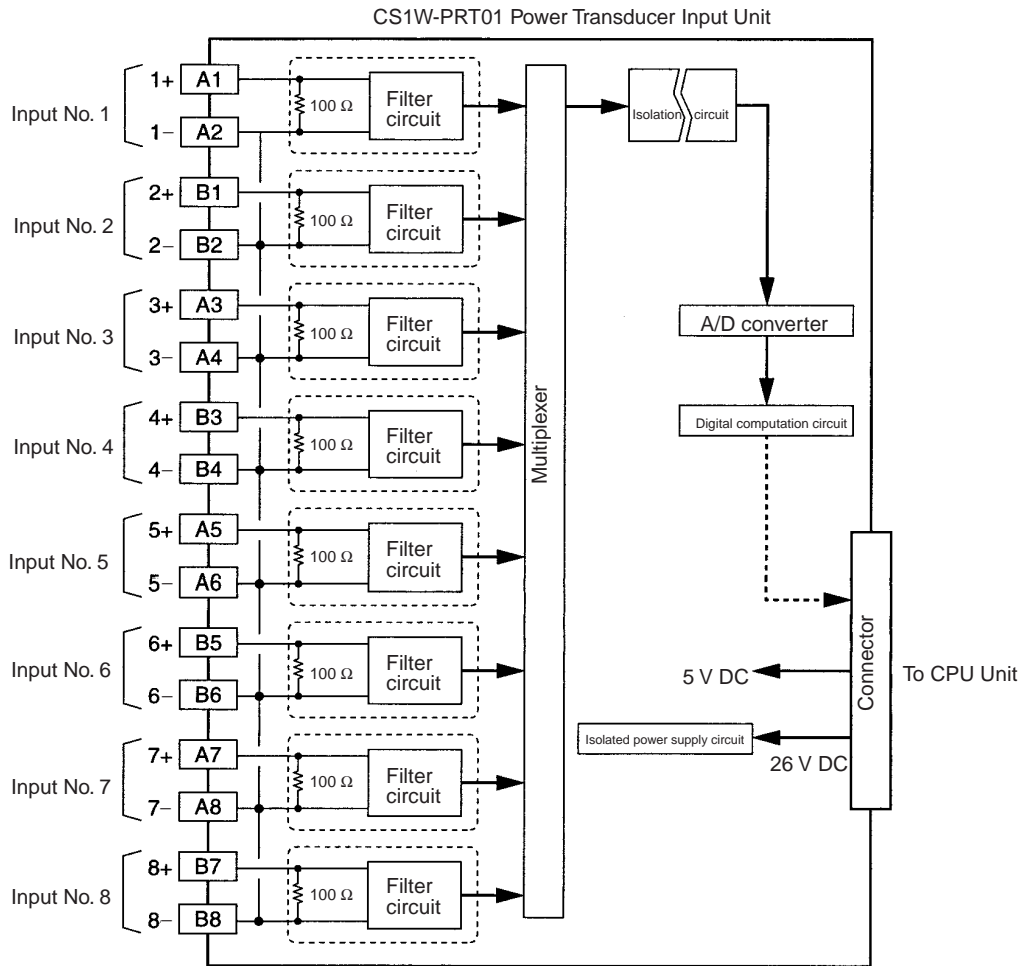 CS1W-PRT01 Power Transducer Input Unit
Input No. 1
1+
A1
1−
A2
100 Ω
Filter circuit
Input No. 2
2+
B1
2−
B2
100 Ω
Filter circuit
Input No. 3
3+
A3
3−
A4
100 Ω
Filter circuit
Input No. 4
4+
B3
4−
B4
100 Ω
Filter circuit
Input No. 5
5+
A5
5−
A6
100 Ω
Filter circuit
Input No. 6
6+
B5
6−
B6
100 Ω
Filter circuit
Input No. 7
7+
A7
7−
A8
100 Ω
Filter circuit
Input No. 8
8+
B7
8−
B8
100 Ω
Filter circuit
Multiplexer
Isolation circuit
A/D converter
Digital computation circuit
Connector
To CPU Unit
5 V DC
Isolated power supply circuit
26 V DC